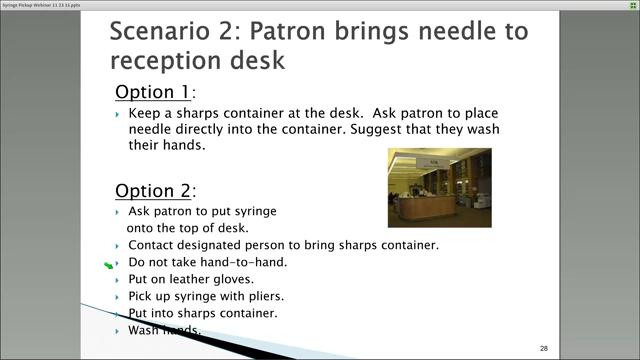 Syringe Pickup Webinar 11 23 15.pptx
Scenario 2: Patron brings needle to
reception desk
Option 1:
Keep a sharps container at the desk.  Ask patron to place
needle directly into the container. Suggest that they wash
their hands.
Option 2:
Ask patron to put syringe
onto the top of desk.
Contact designated person to bring sharps container.
Do not take hand-to-hand.
Put on leather gloves.
Pick up syringe with pliers.
Put into sharps container.
Wash hands.
28